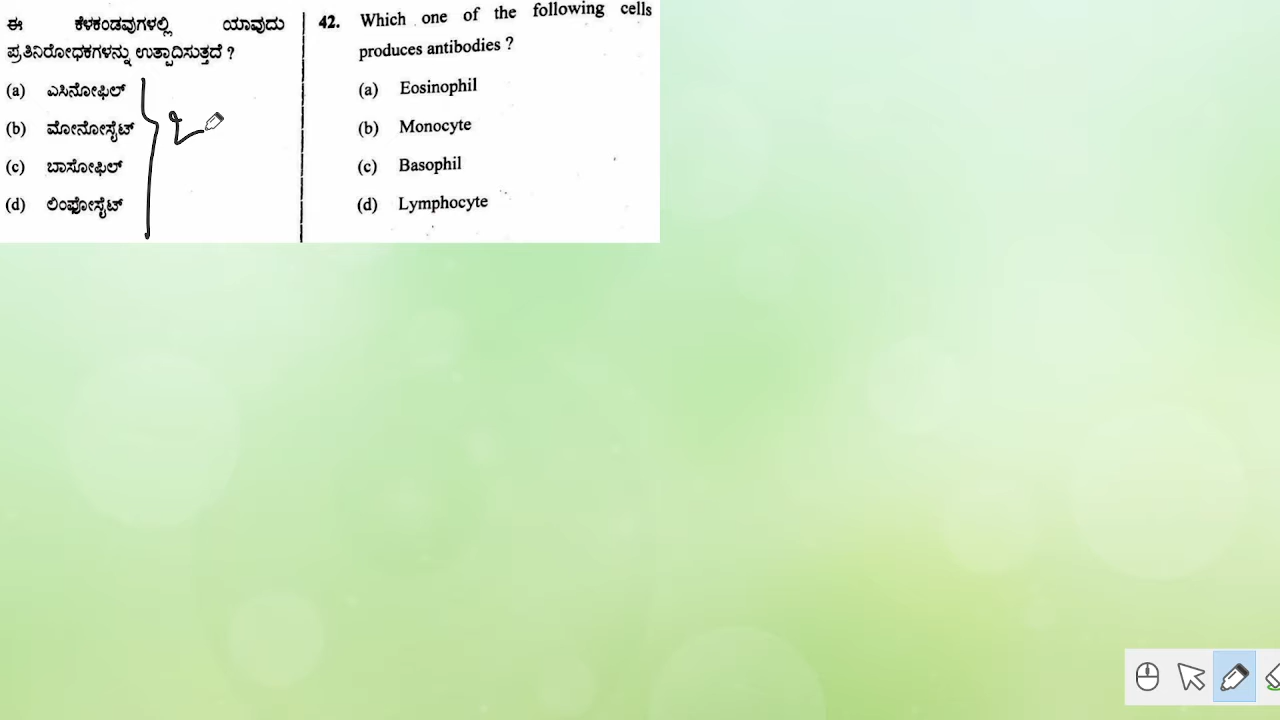 ಈ ಕೆಳಕಂಡವುಗಳಲ್ಲಿ ಯಾವುದು
ಪ್ರತಿನಿರೋಧಕಗಳನ್ನು ಉತ್ಪಾದಿಸುತ್ತದೆ ?
(a) ಎಸಿನೋಫಿಲ್
(b) ಮೋನೋಸೈಟ್
(c) ಬಾಸೋಫಿಲ್
(d) ಲಿಂಫೋಸೈಟ್
42. Which one of the following cells
produces antibodies ?
(a) Eosinophil
(b) Monocyte
(c) Basophil
(d) Lymphocyte